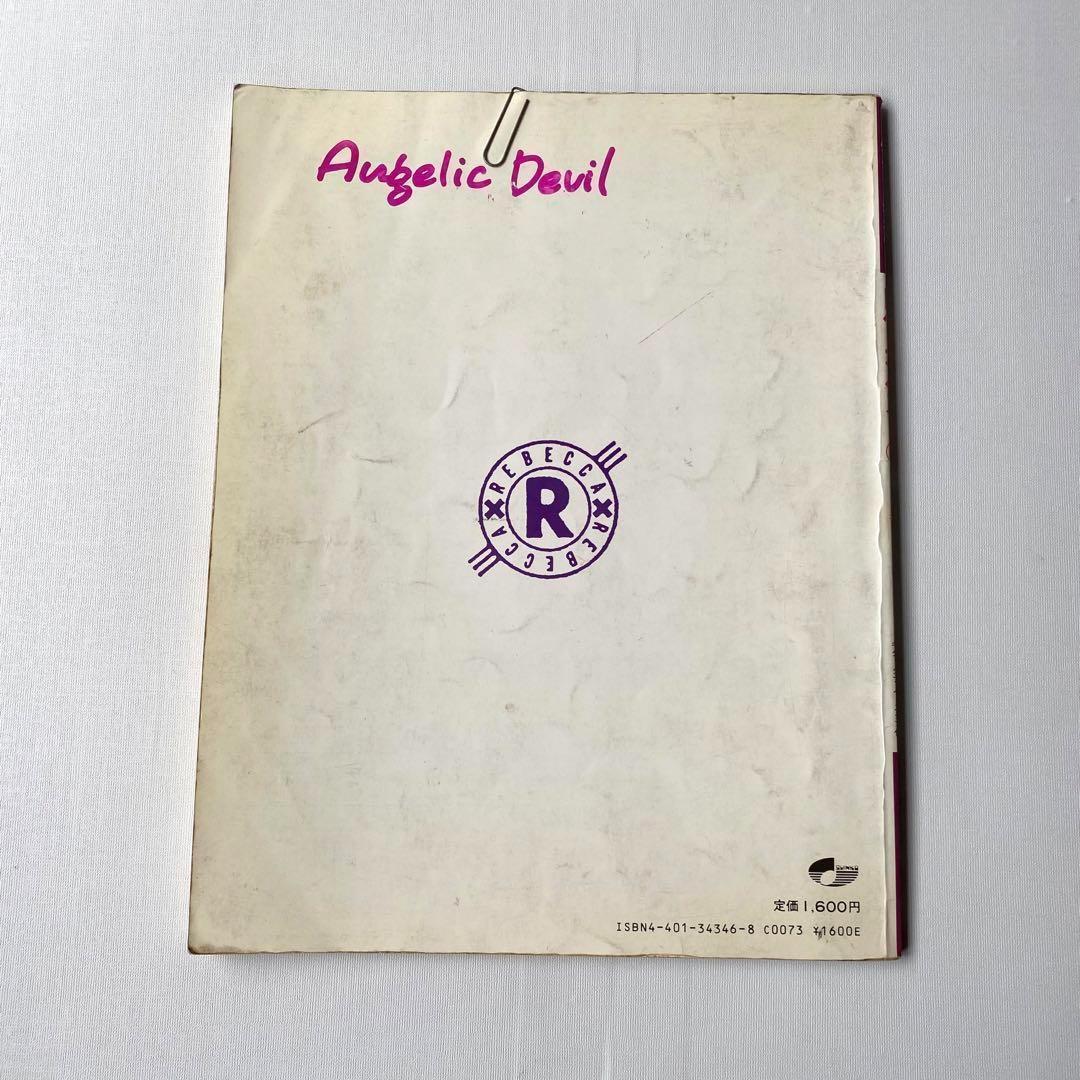 Angelic Devil
REBECCA
R
REBECCA
定価1,600円
ISBN4-401-34346-8 C0073 ¥1600E